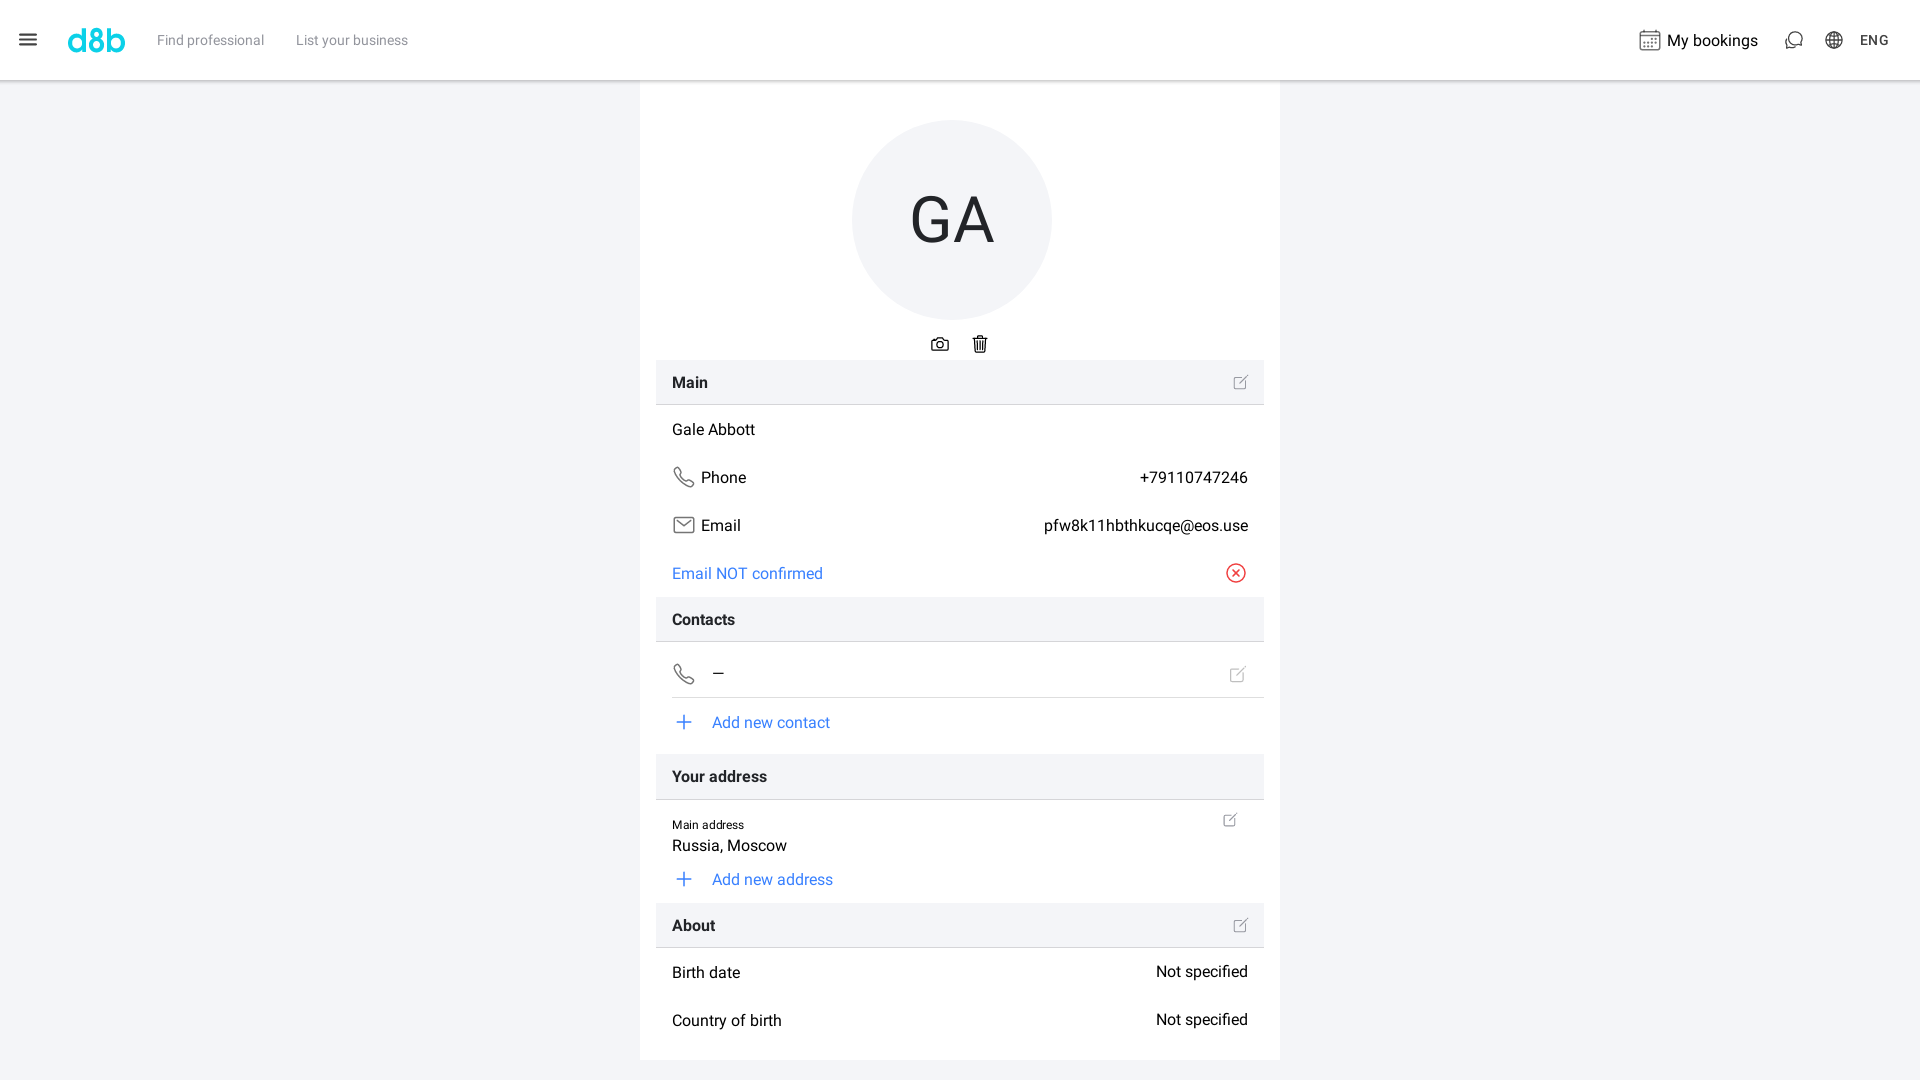 d8b
Find professional
List your business
My bookings
ENG
GA
Main
Gale Abbott
Phone
+79110747246
Email
pfw8k11hbthkucqe@eos.use
Email NOT confirmed
Contacts
—
Add new contact
Your address
Main address
Russia, Moscow
Add new address
About
Birth date
Not specified
Country of birth
Not specified